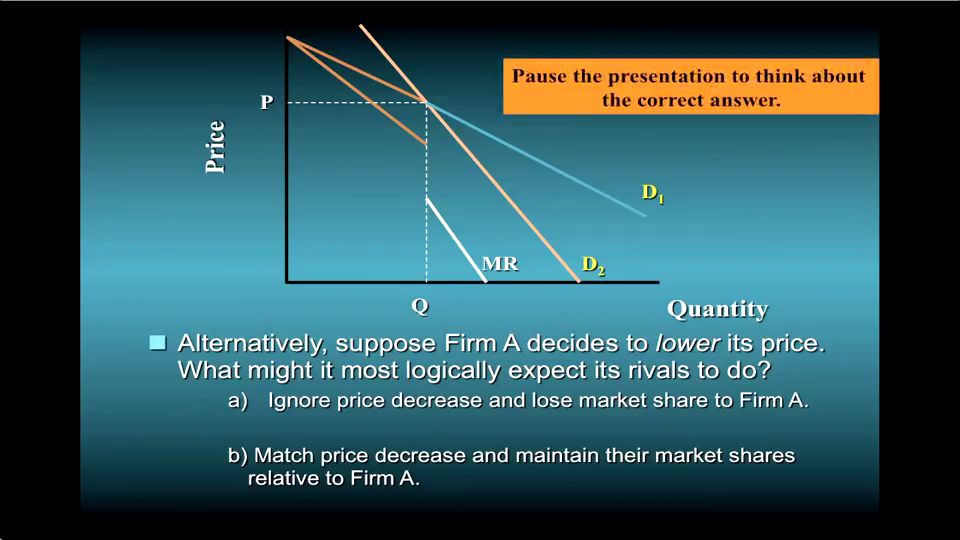 Pause the presentation to think about
the correct answer.
P
Price
D₁
MR
D₂
Q
Quantity
Alternatively, suppose Firm A decides to lower its price.
What might it most logically expect its rivals to do?
a) Ignore price decrease and lose market share to Firm A.
b) Match price decrease and maintain their market shares
relative to Firm A.